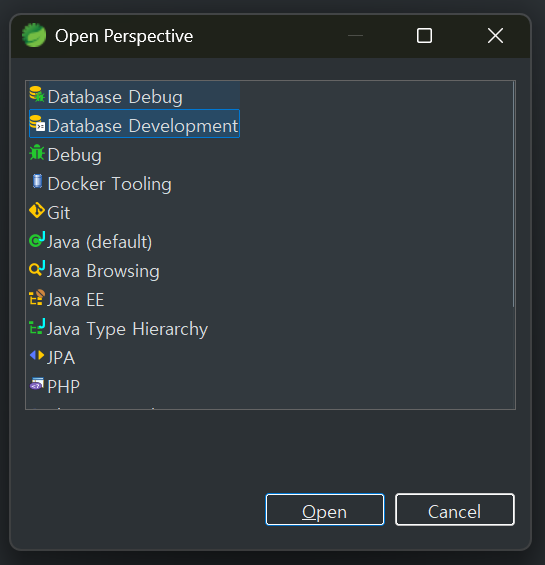 Open Perspective
Database Debug
Database Development
Debug
Docker Tooling
Git
Java (default)
Java Browsing
Java EE
Java Type Hierarchy
JPA
PHP
Open
Cancel